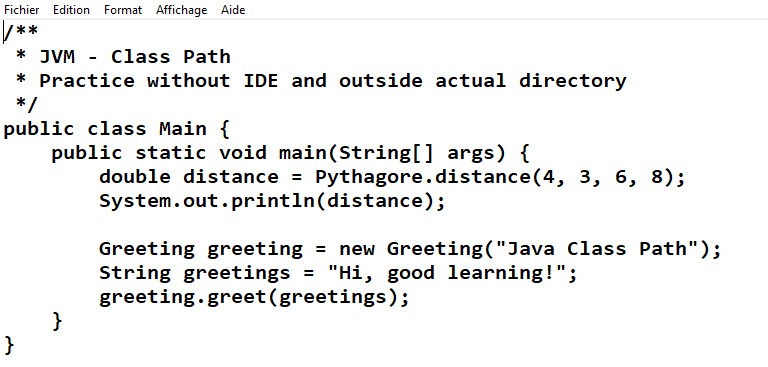 Fichier Edition Format Affichage Aide
/**
 * JVM - Class Path
 * Practice without IDE and outside actual directory
 */
public class Main {
    public static void main(String[] args) {
        double distance = Pythagore.distance(4, 3, 6, 8);
        System.out.println(distance);

        Greeting greeting = new Greeting("Java Class Path");
        String greetings = "Hi, good learning!";
        greeting.greet(greetings);
    }
}